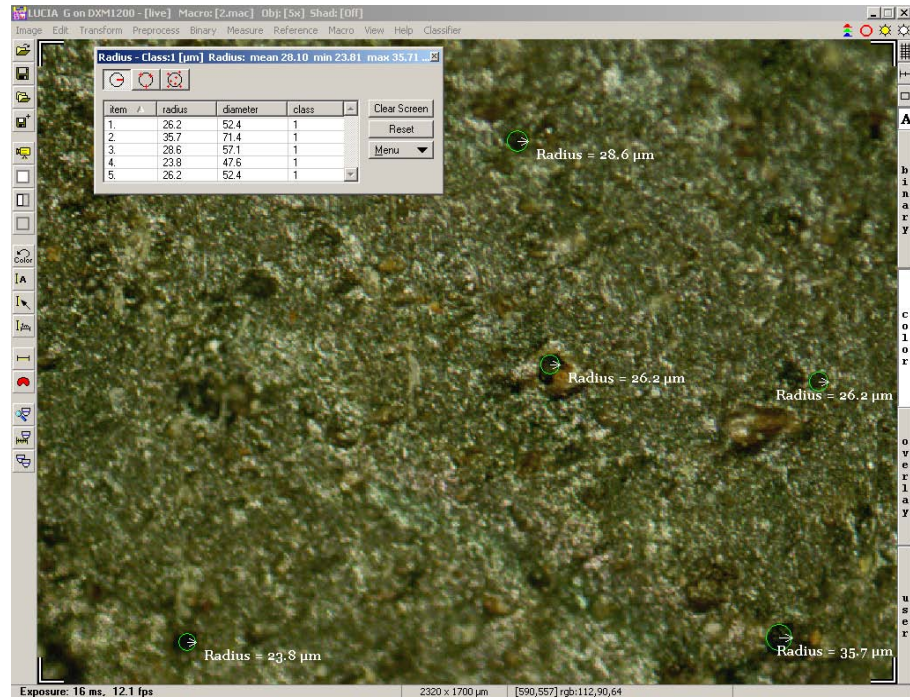 LUCIA G on DXM1200 - [live] Macro: [2.mac] Obj: [5x] Shad: [Off]
Image Edit Transform Preprocess Binary Measure Reference Macro View Help Classifier
Radius - Class:1 [µm] Radius: mean 28.10 min 23.81 max 35.71 ...
item radius diameter class
1. 26.2 52.4 1
2. 35.7 71.4 1
3. 28.6 57.1 1
4. 23.8 47.6 1
5. 26.2 52.4 1
Clear Screen
Reset
Menu
Color
A
A
binary
color
overlay
user
Radius = 28.6 µm
Radius = 26.2 µm
Radius = 26.2 µm
Radius = 23.8 µm
Radius = 35.7 µm
Exposure: 16 ms, 12.1 fps
2320 x 1700 µm
[590,557] rgb:112,90,64